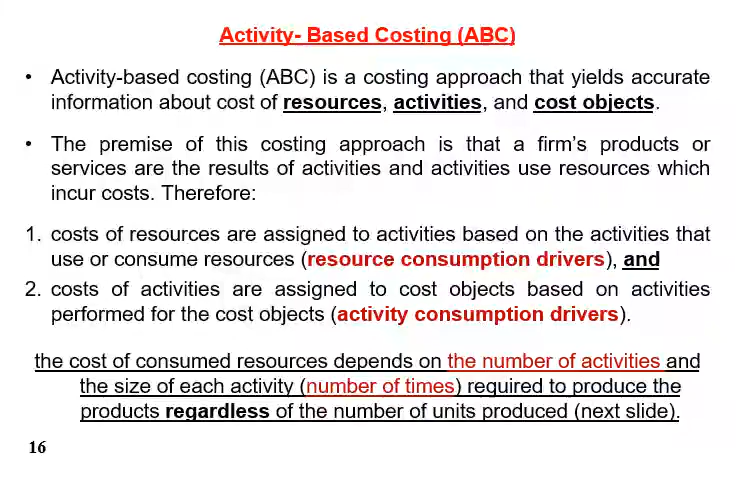 Activity- Based Costing (ABC)
• Activity-based costing (ABC) is a costing approach that yields accurate
information about cost of resources, activities, and cost objects.
• The premise of this costing approach is that a firm's products or
services are the results of activities and activities use resources which
incur costs. Therefore:
1. costs of resources are assigned to activities based on the activities that
use or consume resources (resource consumption drivers), and
2. costs of activities are assigned to cost objects based on activities
performed for the cost objects (activity consumption drivers).
the cost of consumed resources depends on the number of activities and
the size of each activity (number of times) required to produce the
products regardless of the number of units produced (next slide).
16